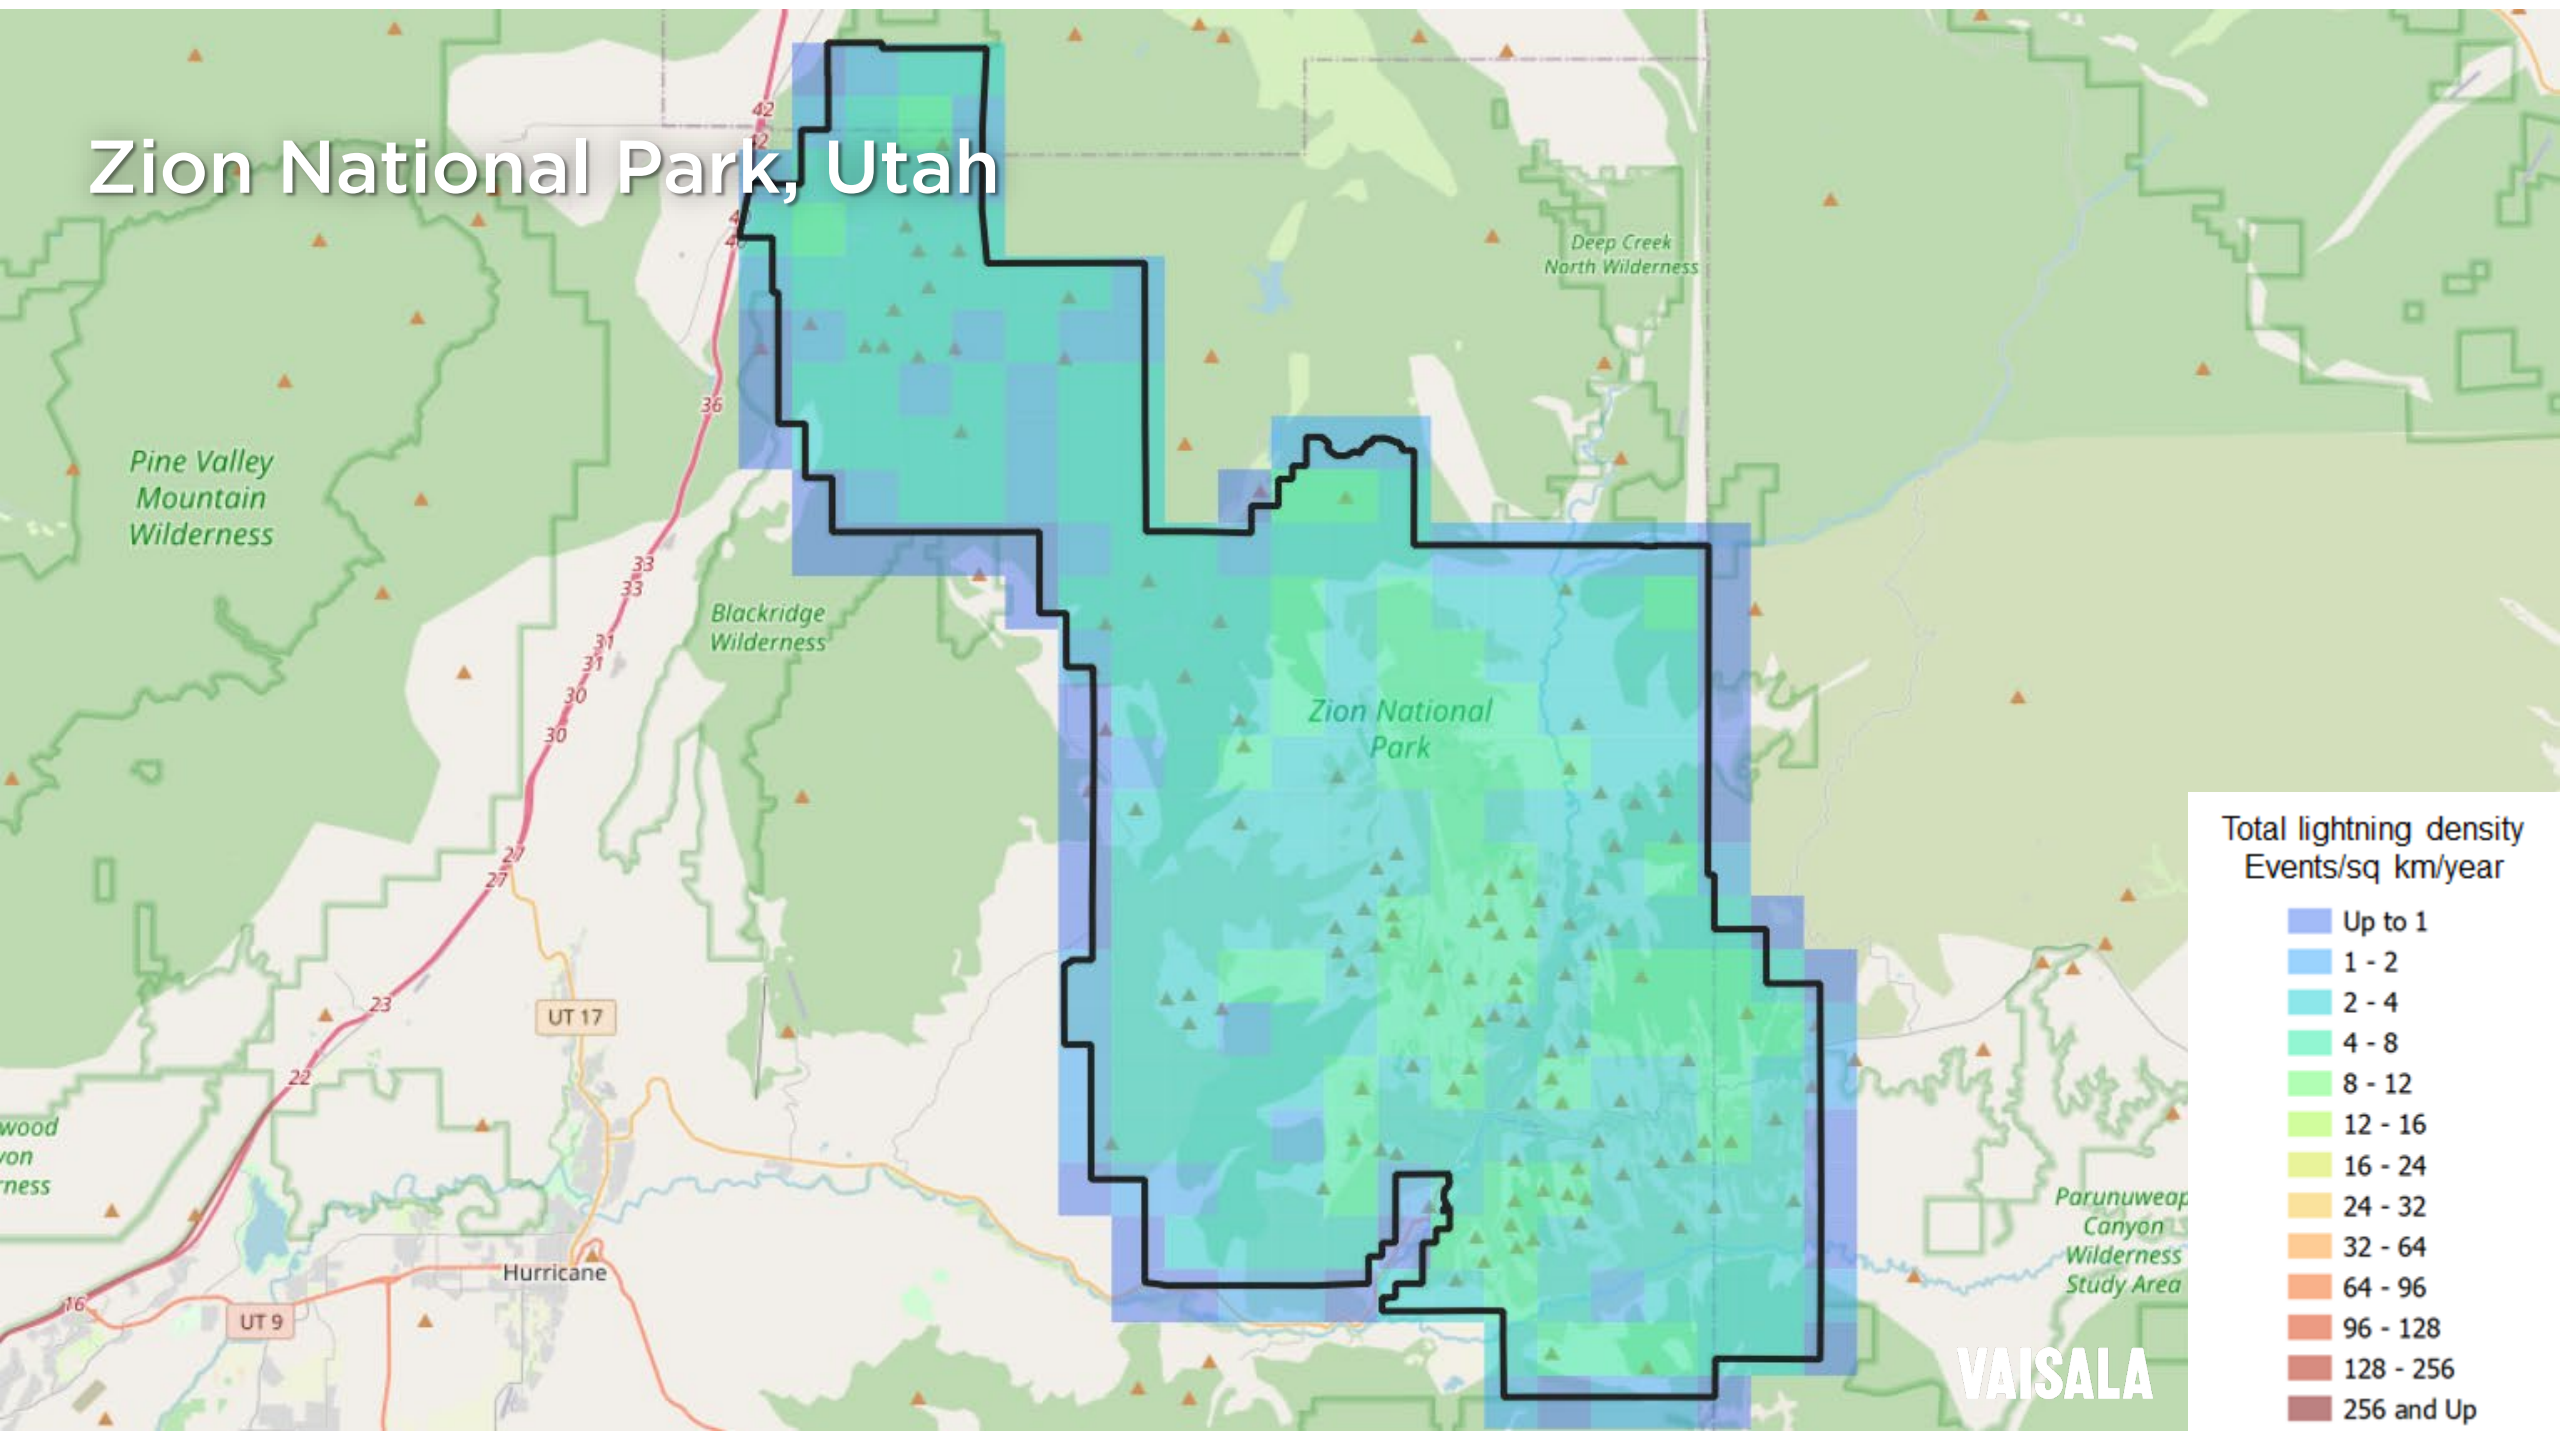 Zion National Park, Utah
42
40
36
33
33
31
31
30
30
27
27
23
22
16
Deep Creek
North Wilderness
Pine Valley
Mountain
Wilderness
Blackridge
Wilderness
Zion National
Park
UT 17
Hurricane
UT 9
wood
yon
rness
Parunuweap
Canyon
Wilderness
Study Area
VAISALA
Total lightning density
Events/sq km/year
Up to 1
1 - 2
2 - 4
4 - 8
8 - 12
12 - 16
16 - 24
24 - 32
32 - 64
64 - 96
96 - 128
128 - 256
256 and Up